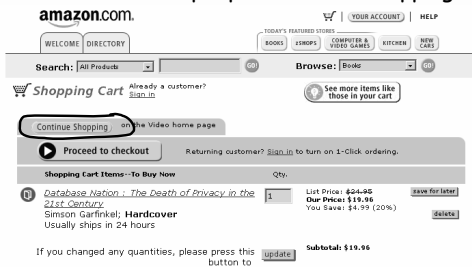 amazon.com.
YOUR ACCOUNT | HELP
WELCOME DIRECTORY
TODAY'S FEATURED STORES
BOOKS zSHOPS COMPUTER & VIDEO GAMES KITCHEN NEW CARS
Search: All Products GO! Browse: Books GO!
Shopping Cart Already a customer? Sign in
See more items like those in your cart
Continue Shopping on the Video home page
Proceed to checkout Returning customer? Sign in to turn on 1-Click ordering.
Shopping Cart Items--To Buy Now Qty.
Database Nation : The Death of Privacy in the 21st Century
Simson Garfinkel; Hardcover
Usually ships in 24 hours
1
List Price: $24.95
Our Price: $19.96
You Save: $4.99 (20%)
save for later
delete
If you changed any quantities, please press this button to
update
Subtotal: $19.96